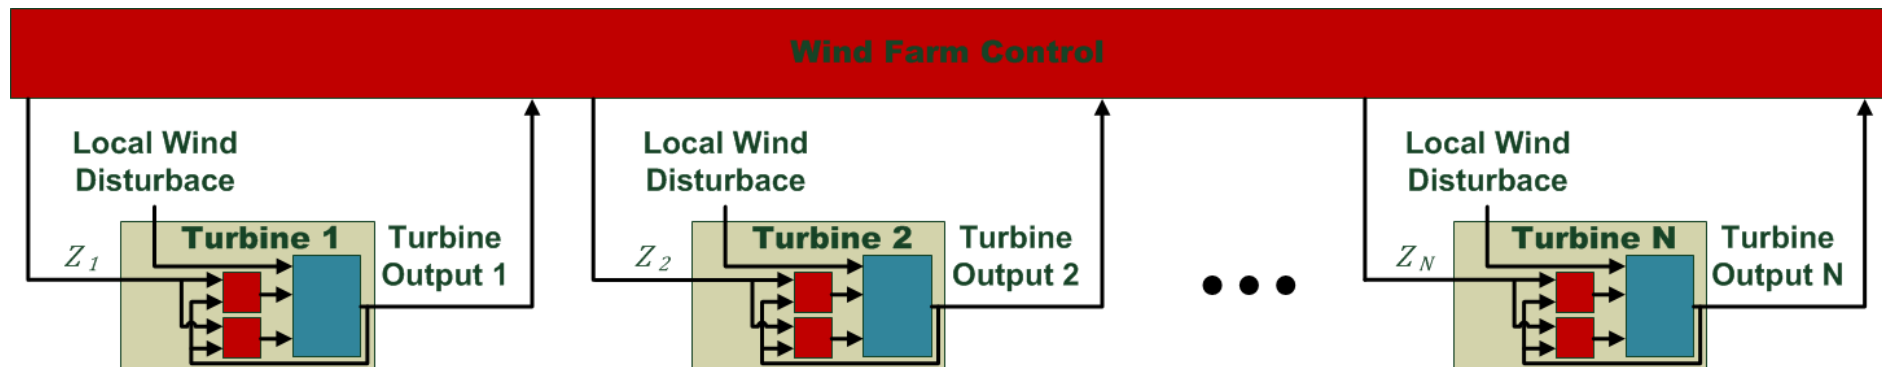 Wind Farm Control
Local Wind
Disturbace
Turbine 1
Z 1
Turbine
Output 1
Local Wind
Disturbace
Turbine 2
Z 2
Turbine
Output 2
Local Wind
Disturbace
Turbine N
Z N
Turbine
Output N